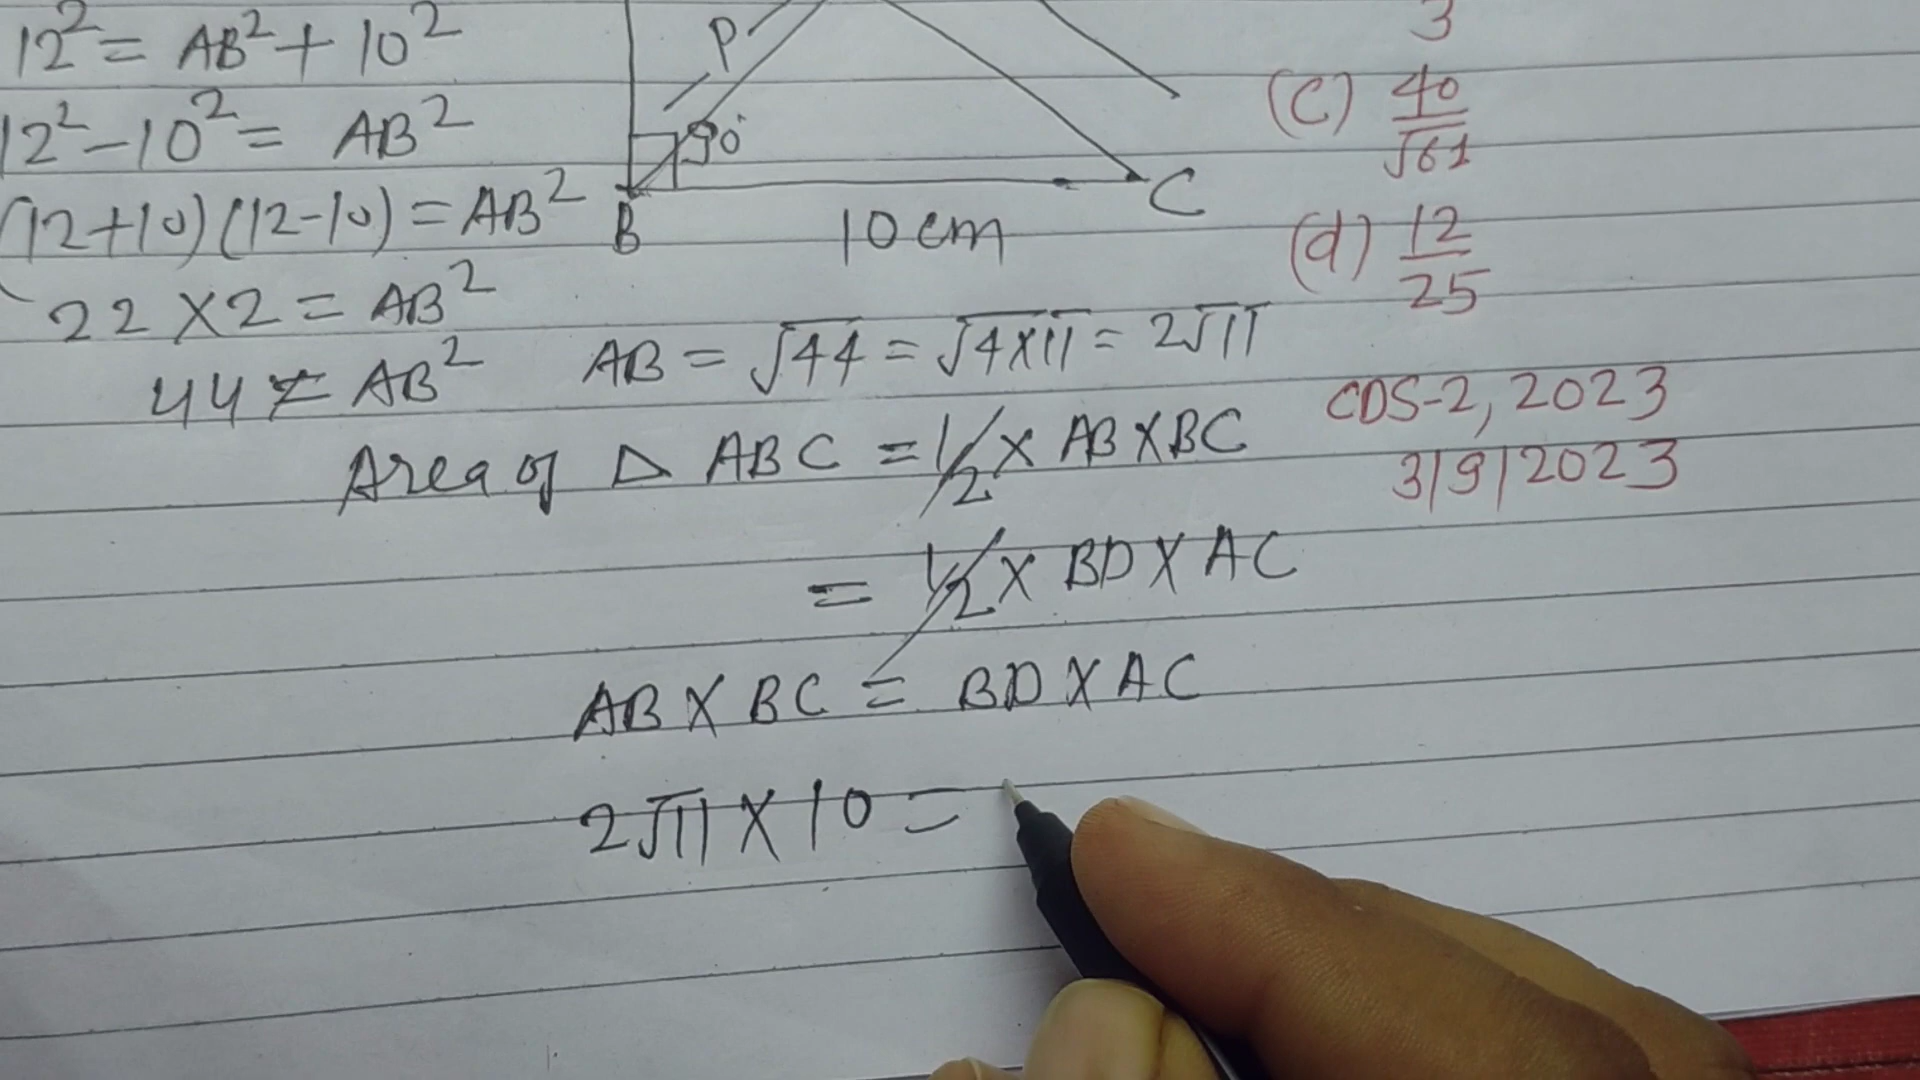 12² = AB² + 10²
12² - 10² = AB²
(12+10)(12-10) = AB²
22 × 2 = AB²
44 = AB²
P
90°
B
C
10 cm
AB = √44 = √4×11 = 2√11
Area of △ ABC = 1/2 × AB × BC
= 1/2 × BD × AC
AB × BC = BD × AC
2√11 × 10 =
3
(C) 40/√61
(d) 12/25
CDS-2, 2023
3/9/2023